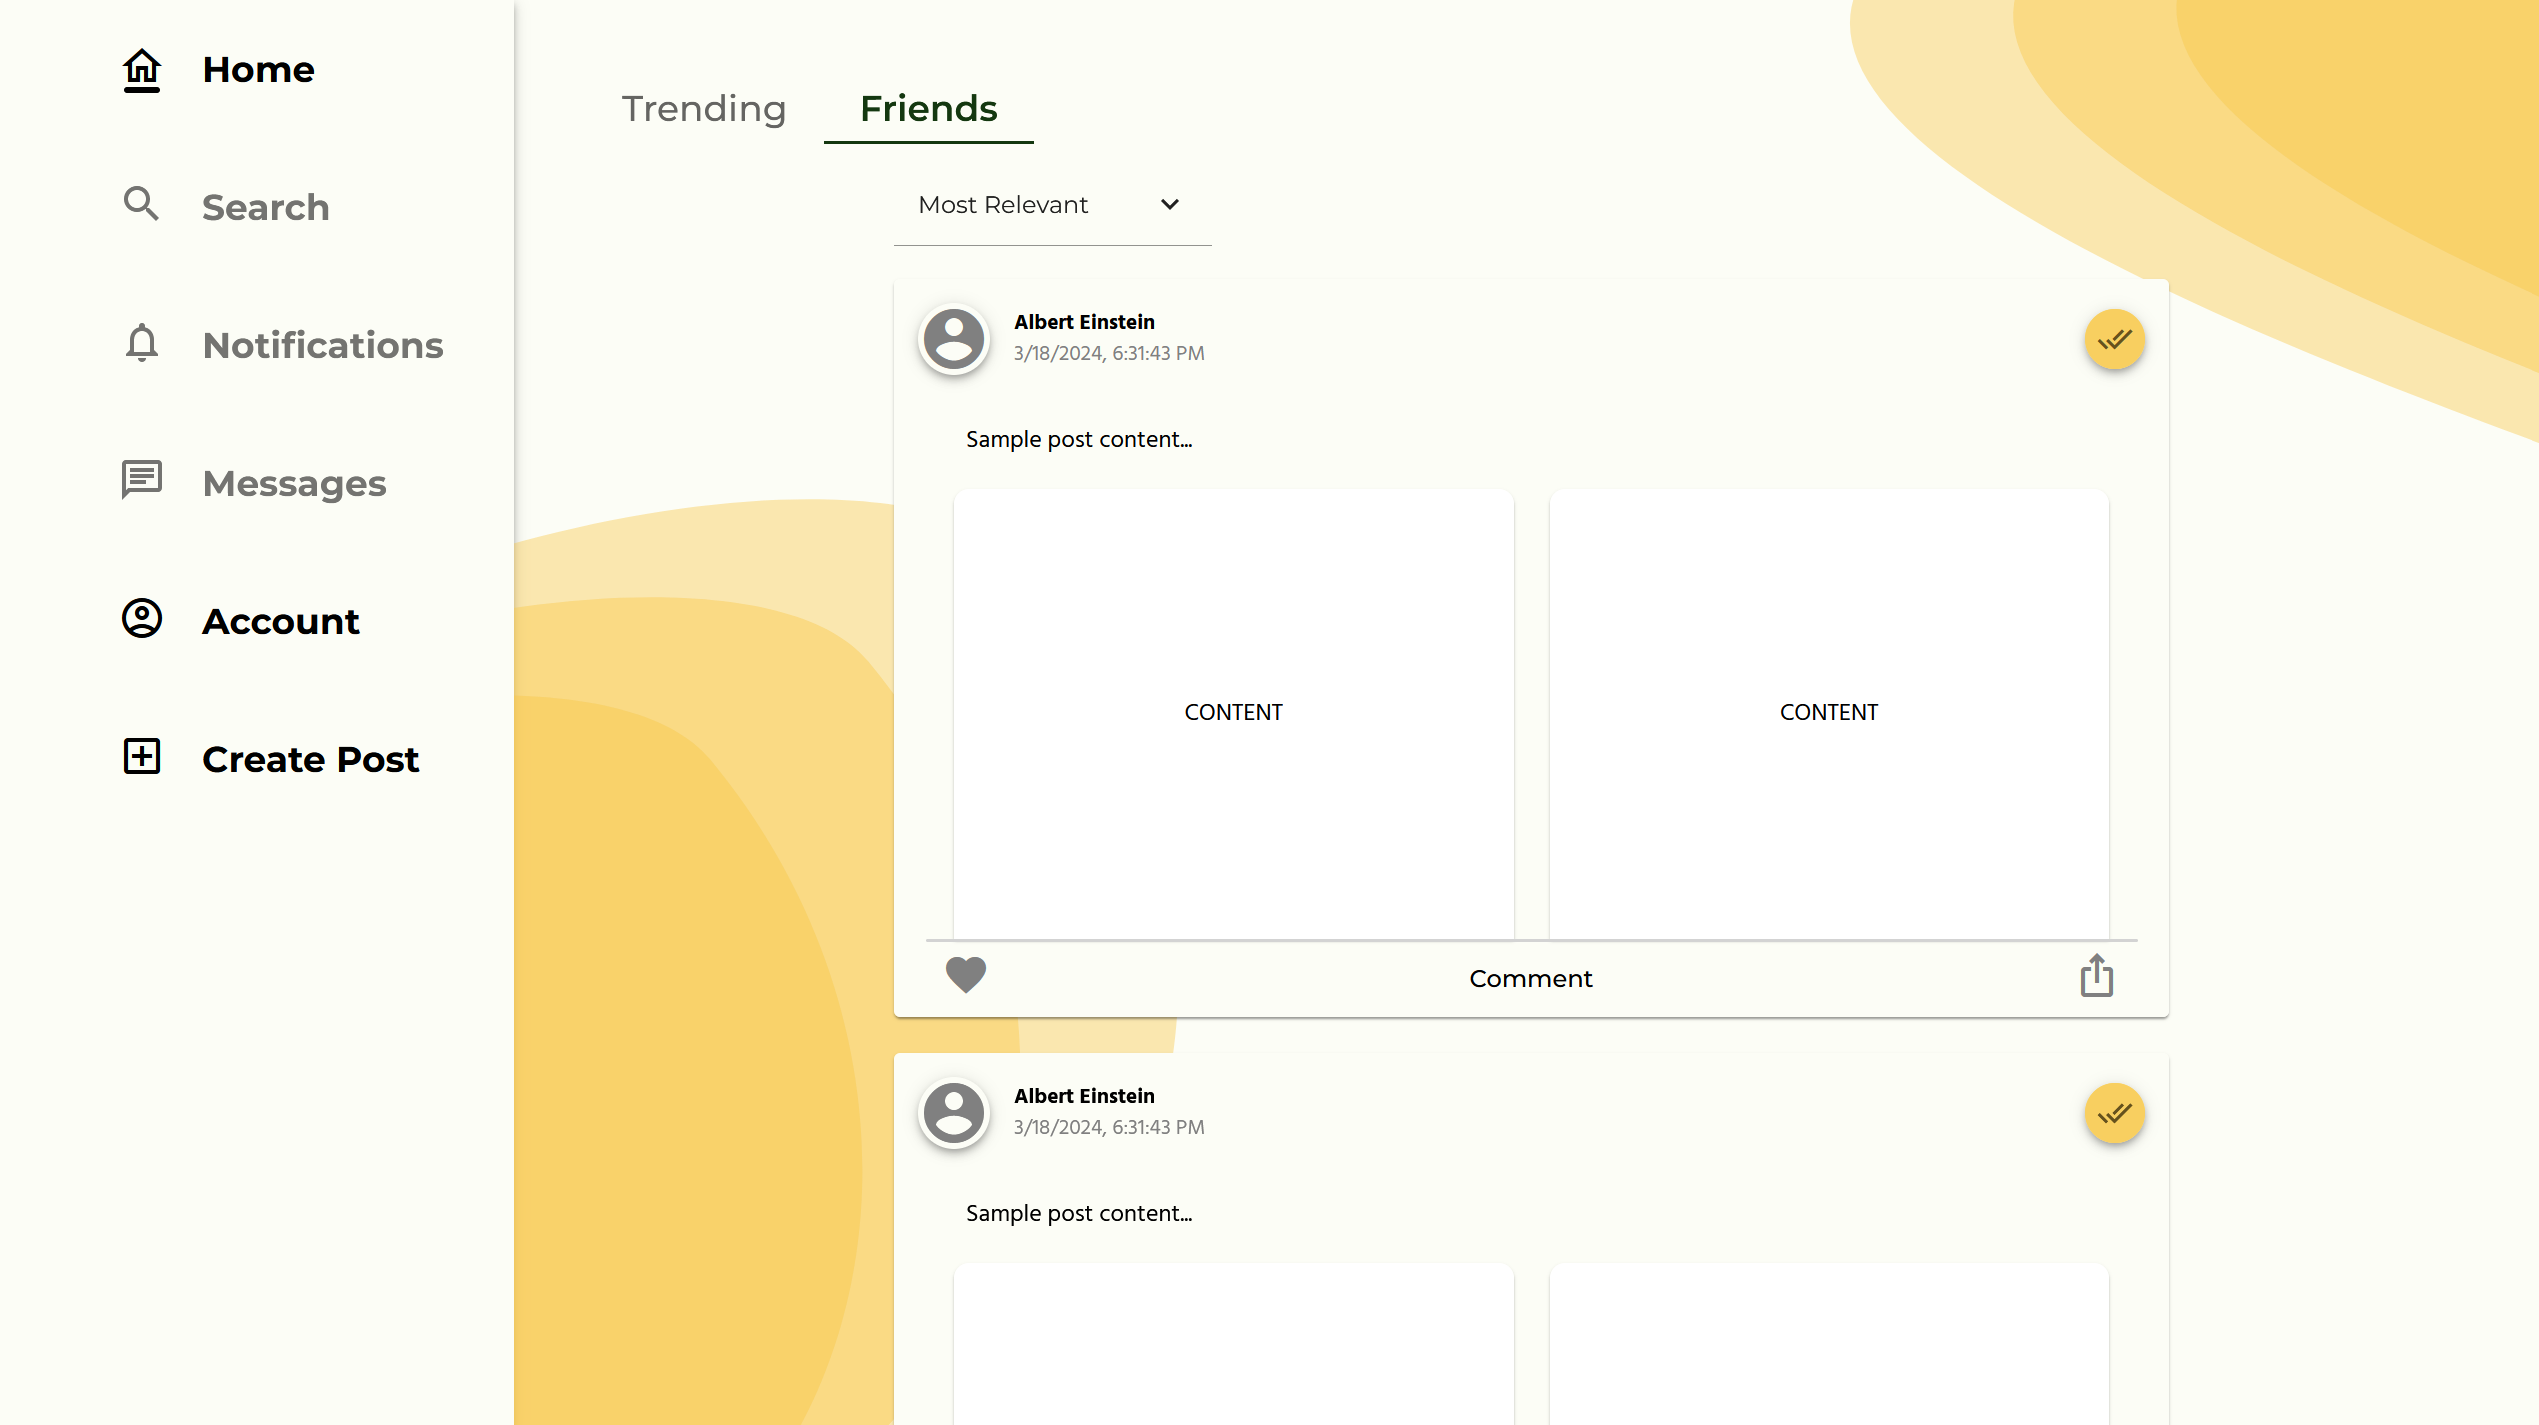 Home
Search
Notifications
Messages
Account
Create Post
Trending
Friends
Most Relevant
Albert Einstein
3/18/2024, 6:31:43 PM
Sample post content...
CONTENT
CONTENT
Comment
Albert Einstein
3/18/2024, 6:31:43 PM
Sample post content...